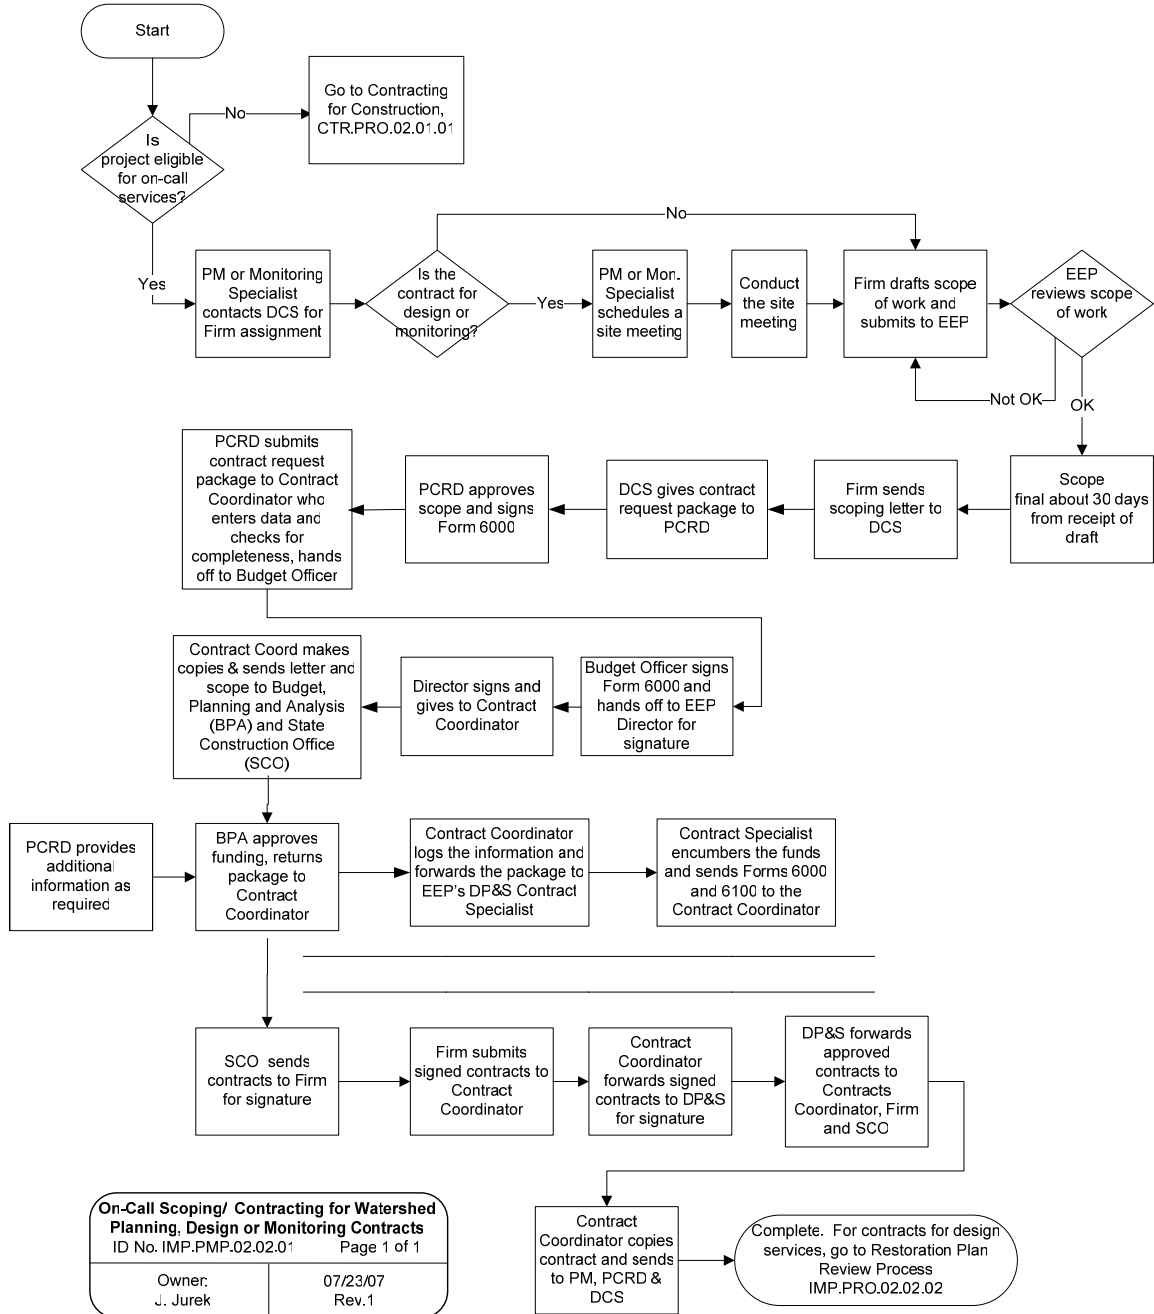 Start
Is
project eligible
for on-call
services?
No
Go to Contracting
for Construction,
CTR.PRO.02.01.01
Yes
PM or Monitoring
Specialist
contacts DCS for
Firm assignment
Is the
contract for
design or
monitoring?
No
Yes
PM or Mon.
Specialist
schedules a
site meeting
Conduct
the site
meeting
Firm drafts scope
of work and
submits to EEP
EEP
reviews scope
of work
Not OK
OK
Scope
final about 30 days
from receipt of
draft
Firm sends
scoping letter to
DCS
DCS gives contract
request package to
PCRD
PCRD approves
scope and signs
Form 6000
PCRD submits
contract request
package to Contract
Coordinator who
enters data and
checks for
completeness, hands
off to Budget Officer
Budget Officer signs
Form 6000 and
hands off to EEP
Director for
signature
Director signs and
gives to Contract
Coordinator
Contract Coord makes
copies & sends letter and
scope to Budget,
Planning and Analysis
(BPA) and State
Construction Office
(SCO)
PCRD provides
additional
information as
required
BPA approves
funding, returns
package to
Contract
Coordinator
Contract Coordinator
logs the information and
forwards the package to
EEP's DP&S Contract
Specialist
Contract Specialist
encumbers the funds
and sends Forms 6000
and 6100 to the
Contract Coordinator
SCO sends
contracts to Firm
for signature
Firm submits
signed contracts to
Contract
Coordinator
Contract
Coordinator
forwards signed
contracts to DP&S
for signature
DP&S forwards
approved
contracts to
Contracts
Coordinator, Firm
and SCO
Contract
Coordinator copies
contract and sends
to PM, PCRD &
DCS
Complete. For contracts for design
services, go to Restoration Plan
Review Process
IMP.PRO.02.02.02
On-Call Scoping/ Contracting for Watershed
Planning, Design or Monitoring Contracts
ID No. IMP.PMP.02.02.01 Page 1 of 1
Owner:
J. Jurek
07/23/07
Rev.1